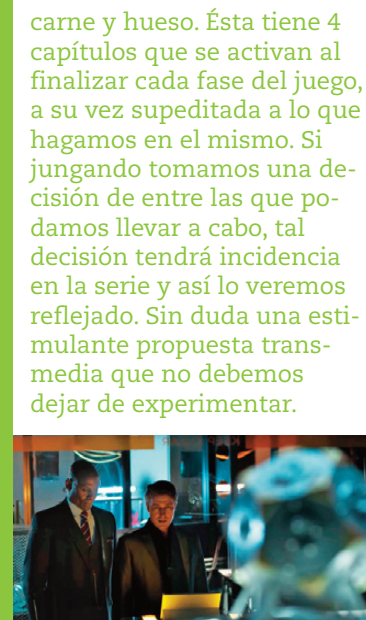 carne y hueso. Ésta tiene 4
capítulos que se activan al
finalizar cada fase del juego,
a su vez supeditada a lo que
hagamos en el mismo. Si
jungando tomamos una de-
cisión de entre las que po-
damos llevar a cabo, tal
decisión tendrá incidencia
en la serie y así lo veremos
reflejado. Sin duda una esti-
mulante propuesta trans-
media que no debemos
dejar de experimentar.